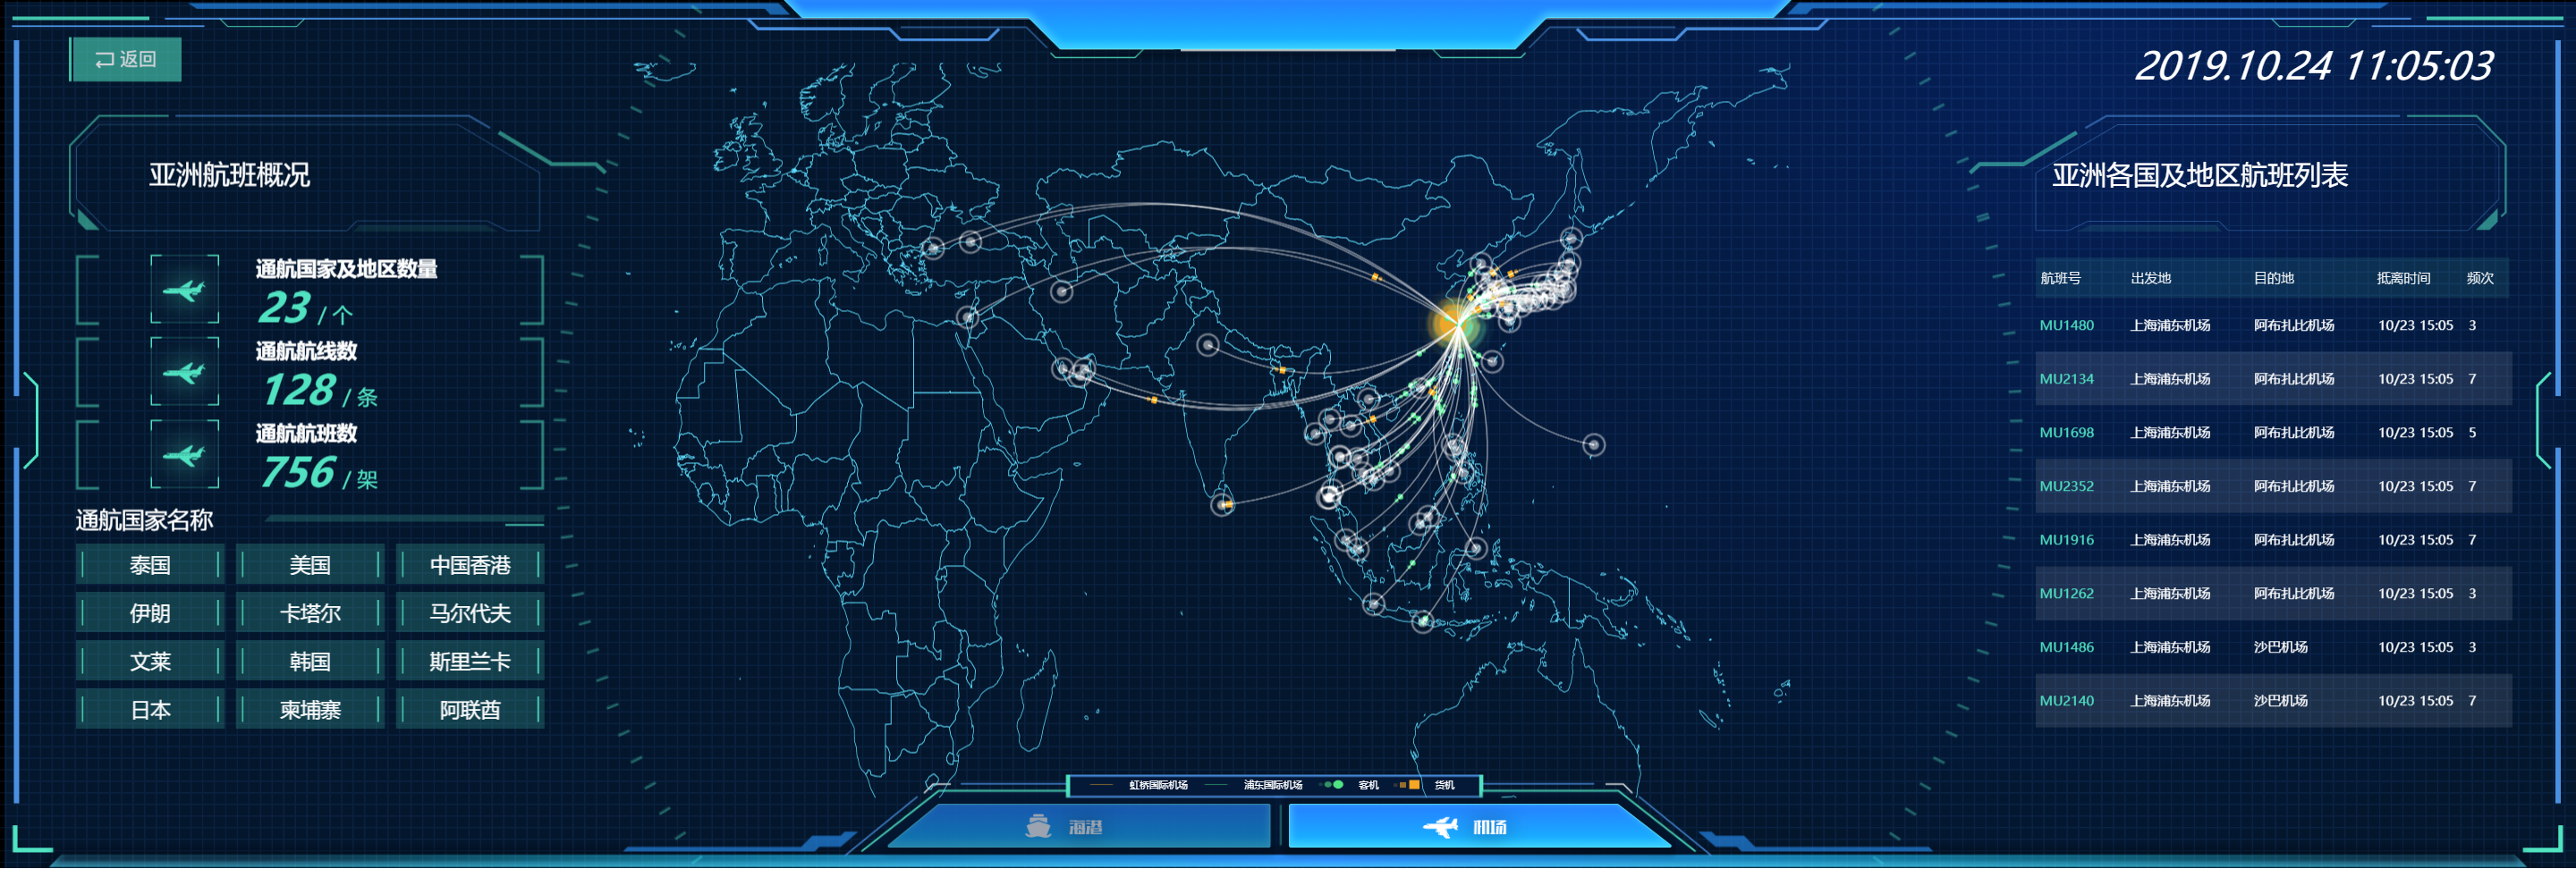 返回
2019.10.24 11:05:03
亚洲航班概况
通航国家及地区数量
23 / 个
通航航线数
128 / 条
通航航班数
756 / 架
通航国家名称
泰国 美国 中国香港
伊朗 卡塔尔 马尔代夫
文莱 韩国 斯里兰卡
日本 柬埔寨 阿联酋
亚洲各国及地区航班列表
航班号 出发地 目的地 抵离时间 频次
MU1480 上海浦东机场 阿布扎比机场 10/23 15:05 3
MU2134 上海浦东机场 阿布扎比机场 10/23 15:05 7
MU1698 上海浦东机场 阿布扎比机场 10/23 15:05 5
MU2352 上海浦东机场 阿布扎比机场 10/23 15:05 7
MU1916 上海浦东机场 阿布扎比机场 10/23 15:05 7
MU1262 上海浦东机场 阿布扎比机场 10/23 15:05 3
MU1486 上海浦东机场 沙巴机场 10/23 15:05 3
MU2140 上海浦东机场 沙巴机场 10/23 15:05 7
虹桥国际机场 浦东国际机场 客机 货机
海港 机场